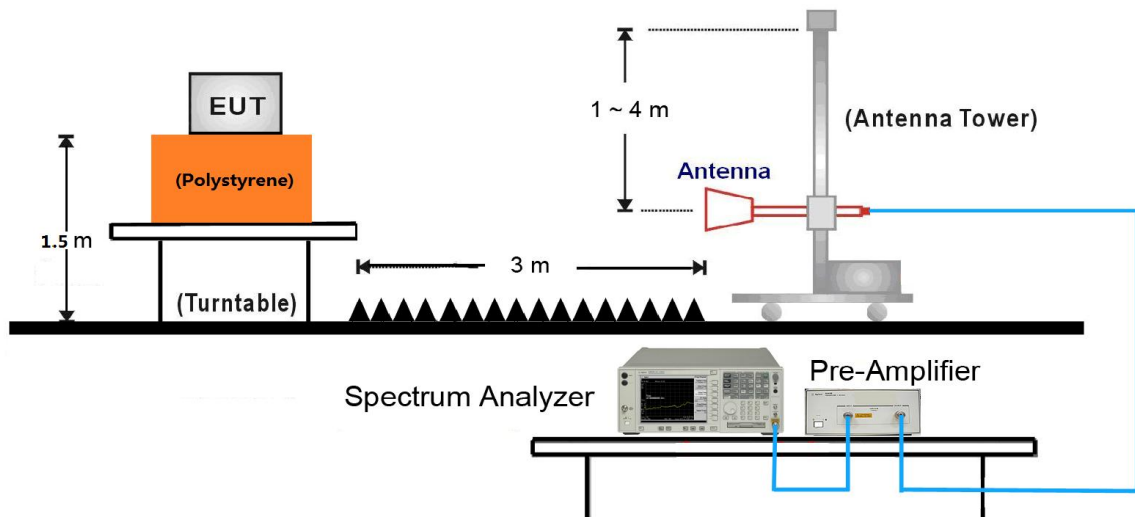 EUT
(Polystyrene)
1.5 m
(Turntable)
3 m
1 ~ 4 m
Antenna
(Antenna Tower)
Spectrum Analyzer
Pre-Amplifier